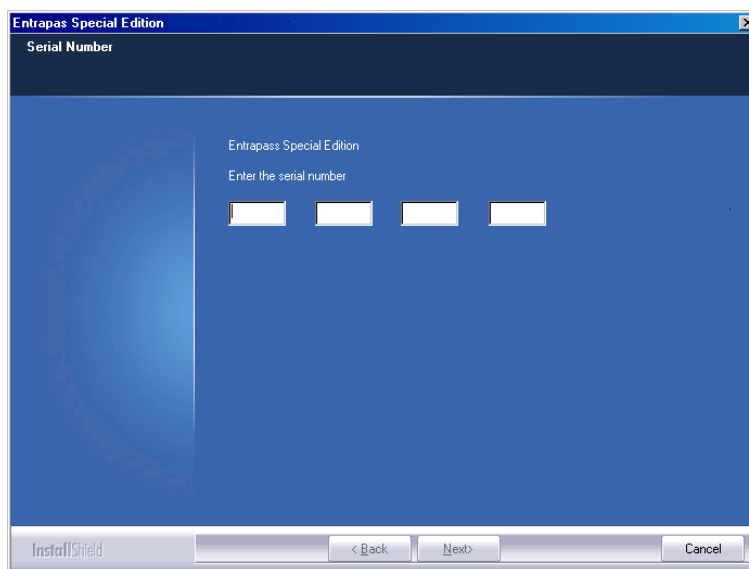 Entrapas Special Edition
Serial Number
Entrapass Special Edition
Enter the serial number
InstallShield
< Back
Next>
Cancel